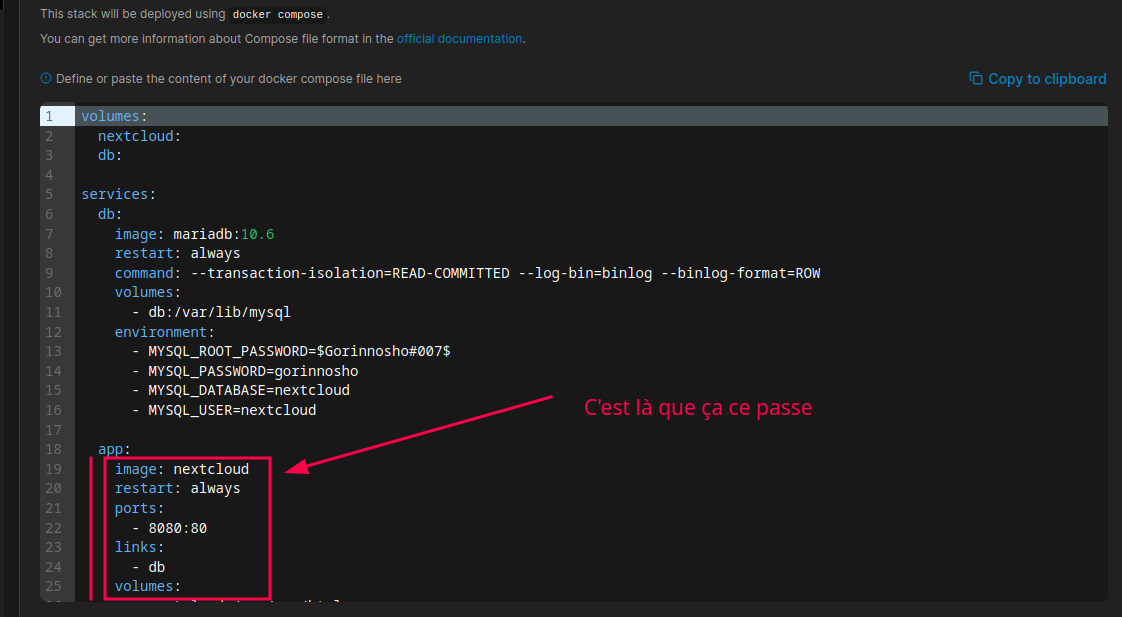 This stack will be deployed using docker compose .
You can get more information about Compose file format in the official documentation.
Define or paste the content of your docker compose file here
Copy to clipboard
1 volumes:
2   nextcloud:
3   db:
4
5 services:
6   db:
7     image: mariadb:10.6
8     restart: always
9     command: --transaction-isolation=READ-COMMITTED --log-bin=binlog --binlog-format=ROW
10     volumes:
11       - db:/var/lib/mysql
12     environment:
13       - MYSQL_ROOT_PASSWORD=$Gorinnosho#007$
14       - MYSQL_PASSWORD=gorinnosho
15       - MYSQL_DATABASE=nextcloud
C'est là que ça ce passe
16       - MYSQL_USER=nextcloud
17
18   app:
19     image: nextcloud
20     restart: always
21     ports:
22       - 8080:80
23     links:
24       - db
25     volumes: